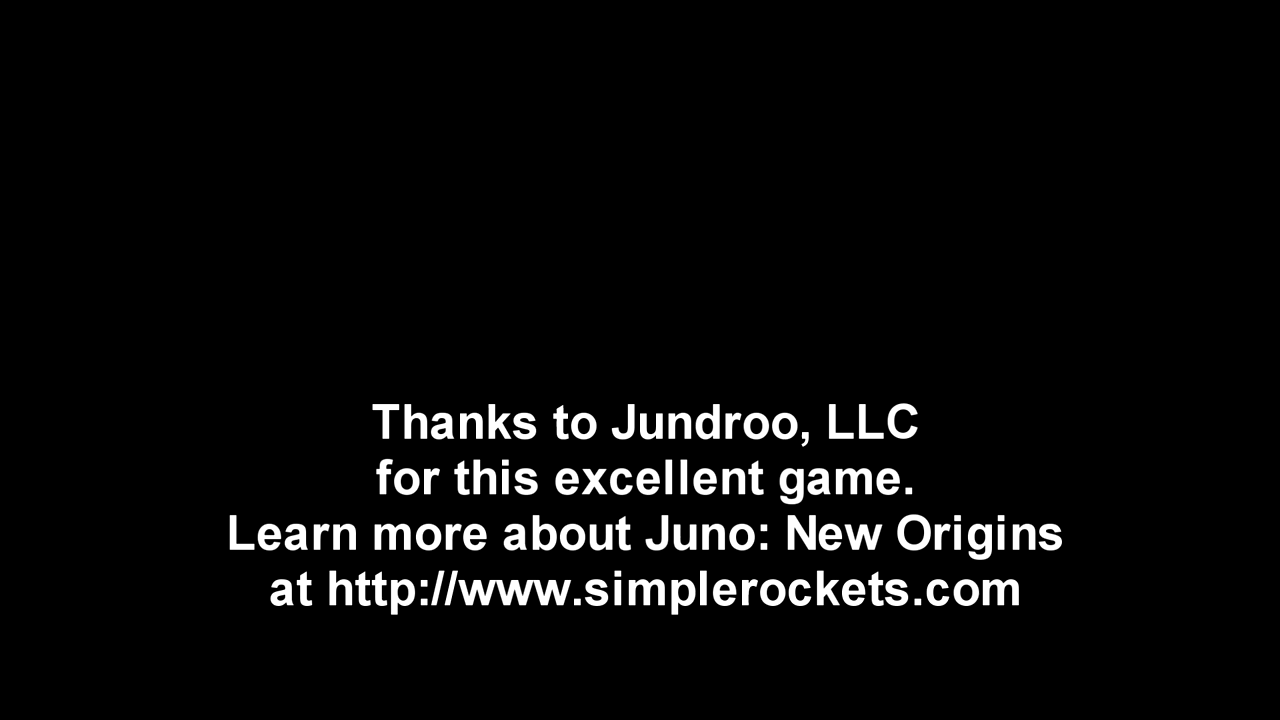 Thanks to Jundroo, LLC
for this excellent game.
Learn more about Juno: New Origins
at http://www.simplerockets.com